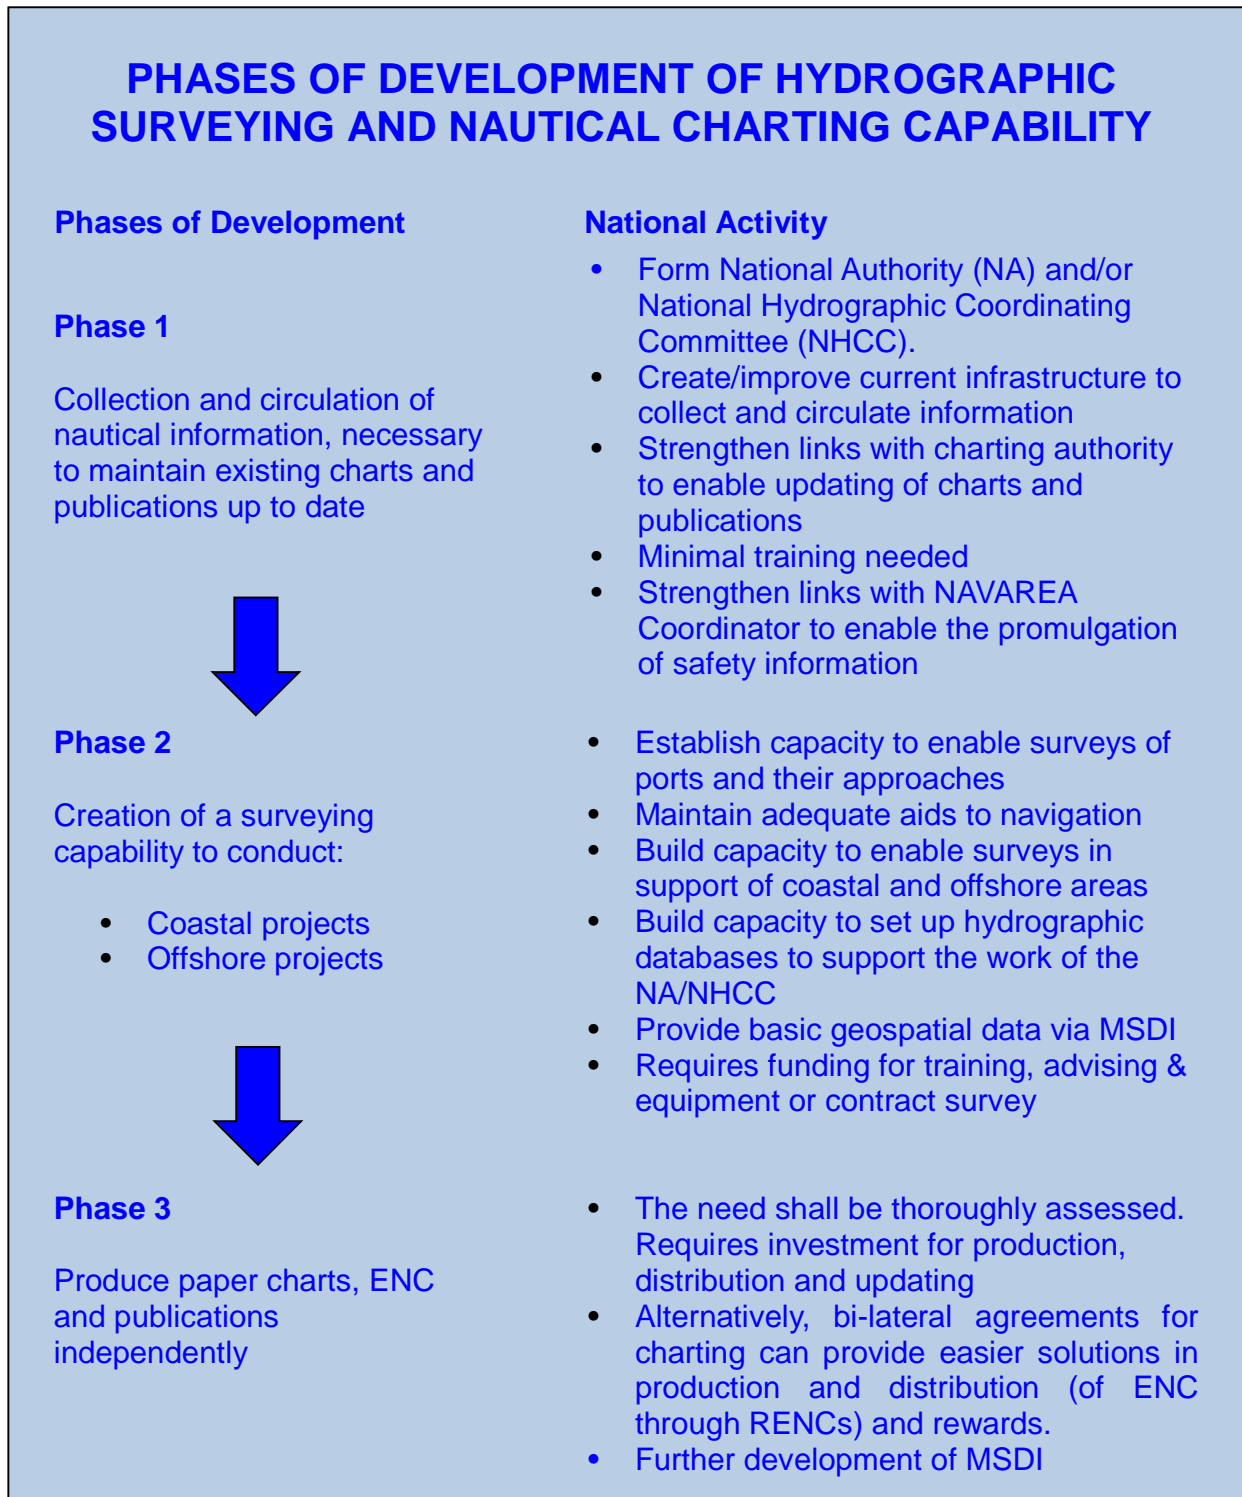 PHASES OF DEVELOPMENT OF HYDROGRAPHIC
SURVEYING AND NAUTICAL CHARTING CAPABILITY
Phases of Development
National Activity
Phase 1
Collection and circulation of
nautical information, necessary
to maintain existing charts and
publications up to date
• Form National Authority (NA) and/or
National Hydrographic Coordinating
Committee (NHCC).
• Create/improve current infrastructure to
collect and circulate information
• Strengthen links with charting authority
to enable updating of charts and
publications
• Minimal training needed
• Strengthen links with NAVAREA
Coordinator to enable the promulgation
of safety information
Phase 2
Creation of a surveying
capability to conduct:
• Coastal projects
• Offshore projects
• Establish capacity to enable surveys of
ports and their approaches
• Maintain adequate aids to navigation
• Build capacity to enable surveys in
support of coastal and offshore areas
• Build capacity to set up hydrographic
databases to support the work of the
NA/NHCC
• Provide basic geospatial data via MSDI
• Requires funding for training, advising &
equipment or contract survey
Phase 3
Produce paper charts, ENC
and publications
independently
• The need shall be thoroughly assessed.
Requires investment for production,
distribution and updating
• Alternatively, bi-lateral agreements for
charting can provide easier solutions in
production and distribution (of ENC
through RENCs) and rewards.
• Further development of MSDI